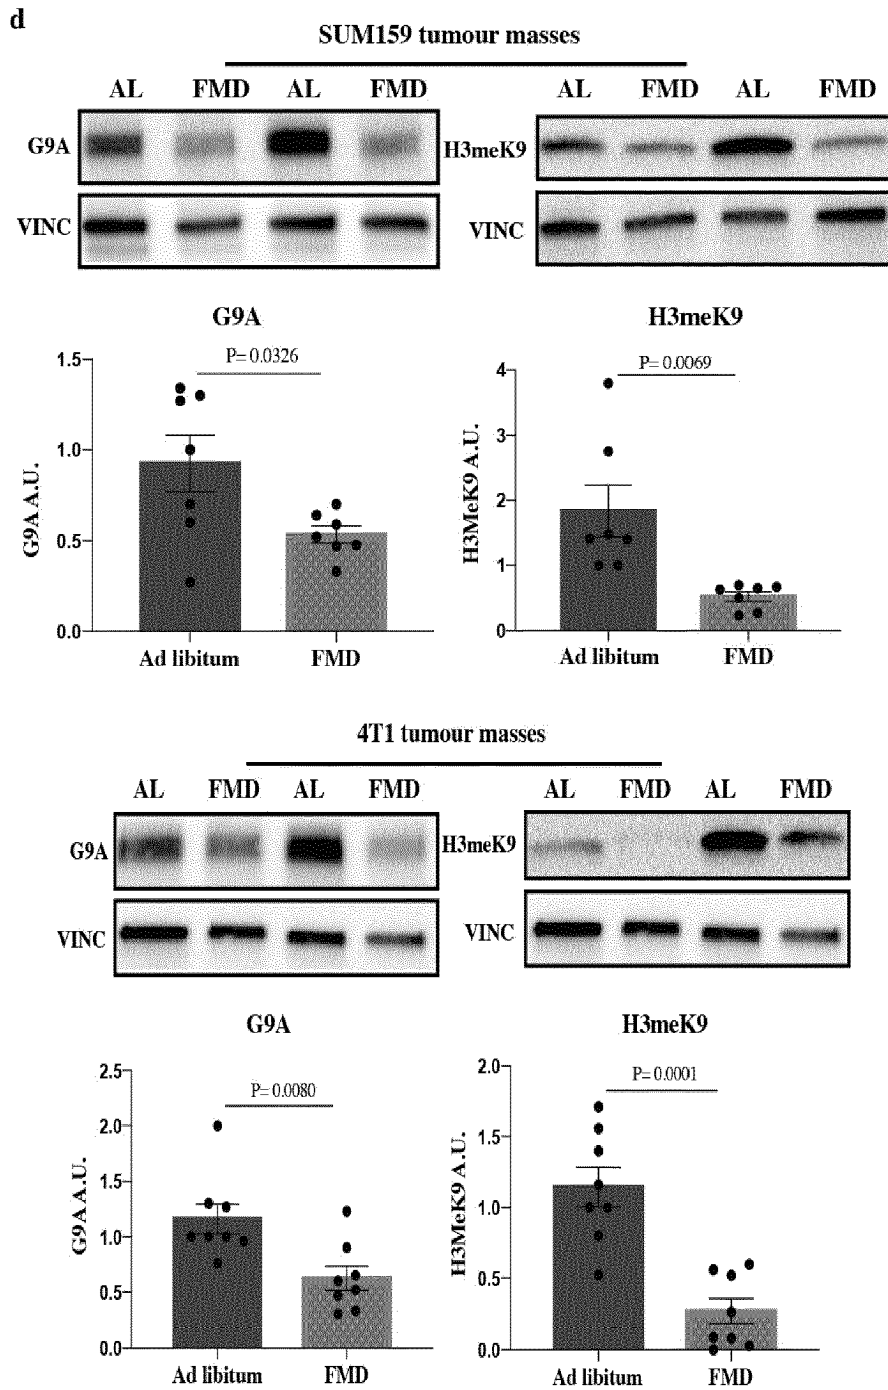 d
SUM159 tumour masses
AL FMD AL FMD
AL FMD AL FMD
G9A
H3meK9
VINC
VINC
G9A
P= 0.0326
1.5
1.0
0.5
0.0
G9A A.U.
Ad libitum FMD
H3meK9
P= 0.0069
4
3
2
1
0
H3MeK9 A.U.
Ad libitum FMD
4T1 tumour masses
AL FMD AL FMD
AL FMD AL FMD
G9A
H3meK9
VINC
VINC
G9A
P= 0.0080
2.5
2.0
1.5
1.0
0.5
0.0
G9A A.U.
Ad libitum FMD
H3meK9
P= 0.0001
2.0
1.5
1.0
0.5
0.0
H3MeK9 A.U.
Ad libitum FMD